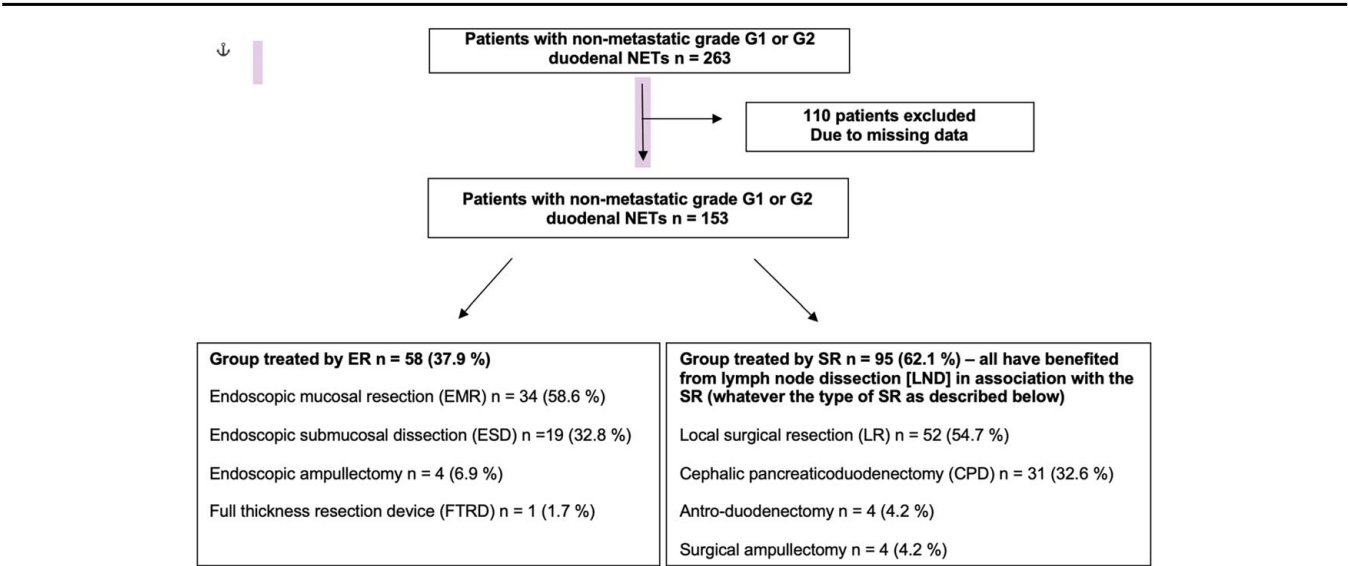 Patients with non-metastatic grade G1 or G2
duodenal NETs n = 263
110 patients excluded
Due to missing data
Patients with non-metastatic grade G1 or G2
duodenal NETs n = 153
Group treated by ER n = 58 (37.9 %)
Endoscopic mucosal resection (EMR) n = 34 (58.6 %)
Endoscopic submucosal dissection (ESD) n =19 (32.8 %)
Endoscopic ampullectomy n = 4 (6.9 %)
Full thickness resection device (FTRD) n = 1 (1.7 %)
Group treated by SR n = 95 (62.1 %) – all have benefited
from lymph node dissection [LND] in association with the
SR (whatever the type of SR as described below)
Local surgical resection (LR) n = 52 (54.7 %)
Cephalic pancreaticoduodenectomy (CPD) n = 31 (32.6 %)
Antro-duodenectomy n = 4 (4.2 %)
Surgical ampullectomy n = 4 (4.2 %)